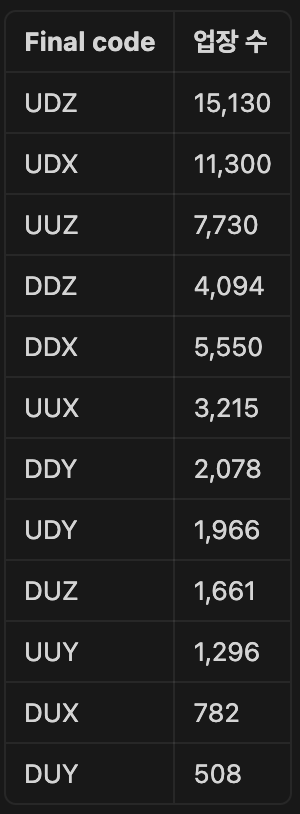 Final code 업장 수
UDZ 15,130
UDX 11,300
UUZ 7,730
DDZ 4,094
DDX 5,550
UUX 3,215
DDY 2,078
UDY 1,966
DUZ 1,661
UUY 1,296
DUX 782
DUY 508